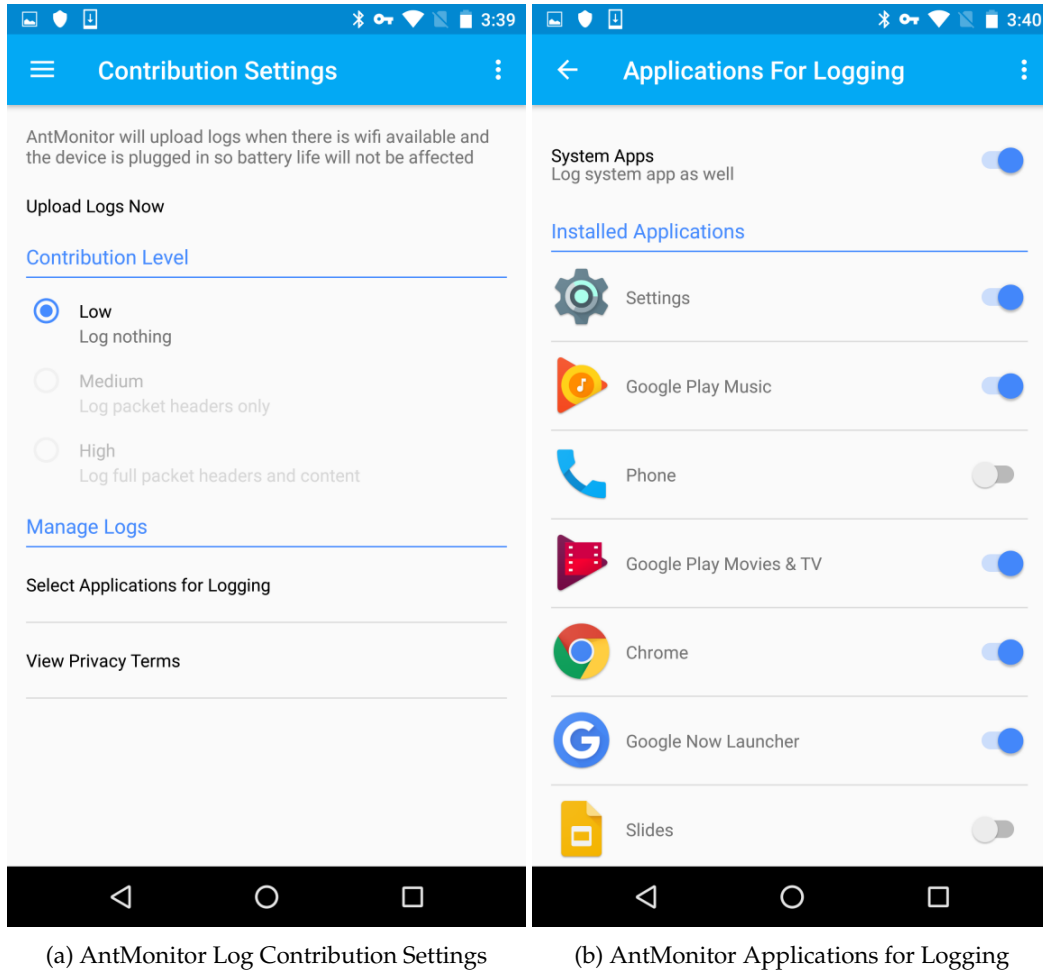 3:39
Contribution Settings
AntMonitor will upload logs when there is wifi available and
the device is plugged in so battery life will not be affected
Upload Logs Now
Contribution Level
Low
Log nothing
Medium
Log packet headers only
High
Log full packet headers and content
Manage Logs
Select Applications for Logging
View Privacy Terms
(a) AntMonitor Log Contribution Settings
3:40
Applications For Logging
System Apps
Log system app as well
Installed Applications
Settings
Google Play Music
Phone
Google Play Movies & TV
Chrome
G
Google Now Launcher
Slides
(b) AntMonitor Applications for Logging